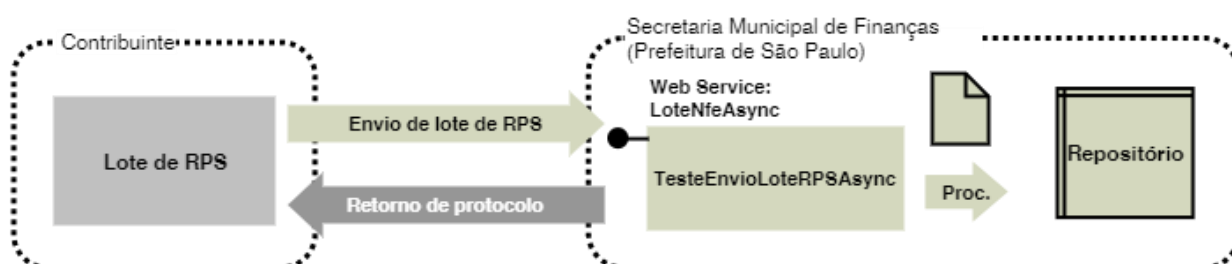 Contribuinte
Lote de RPS
Envio de lote de RPS
Retorno de protocolo
Secretaria Municipal de Finanças
(Prefeitura de São Paulo)
Web Service:
LoteNfeAsync
TesteEnvioLoteRPSAsync
Proc.
Repositório